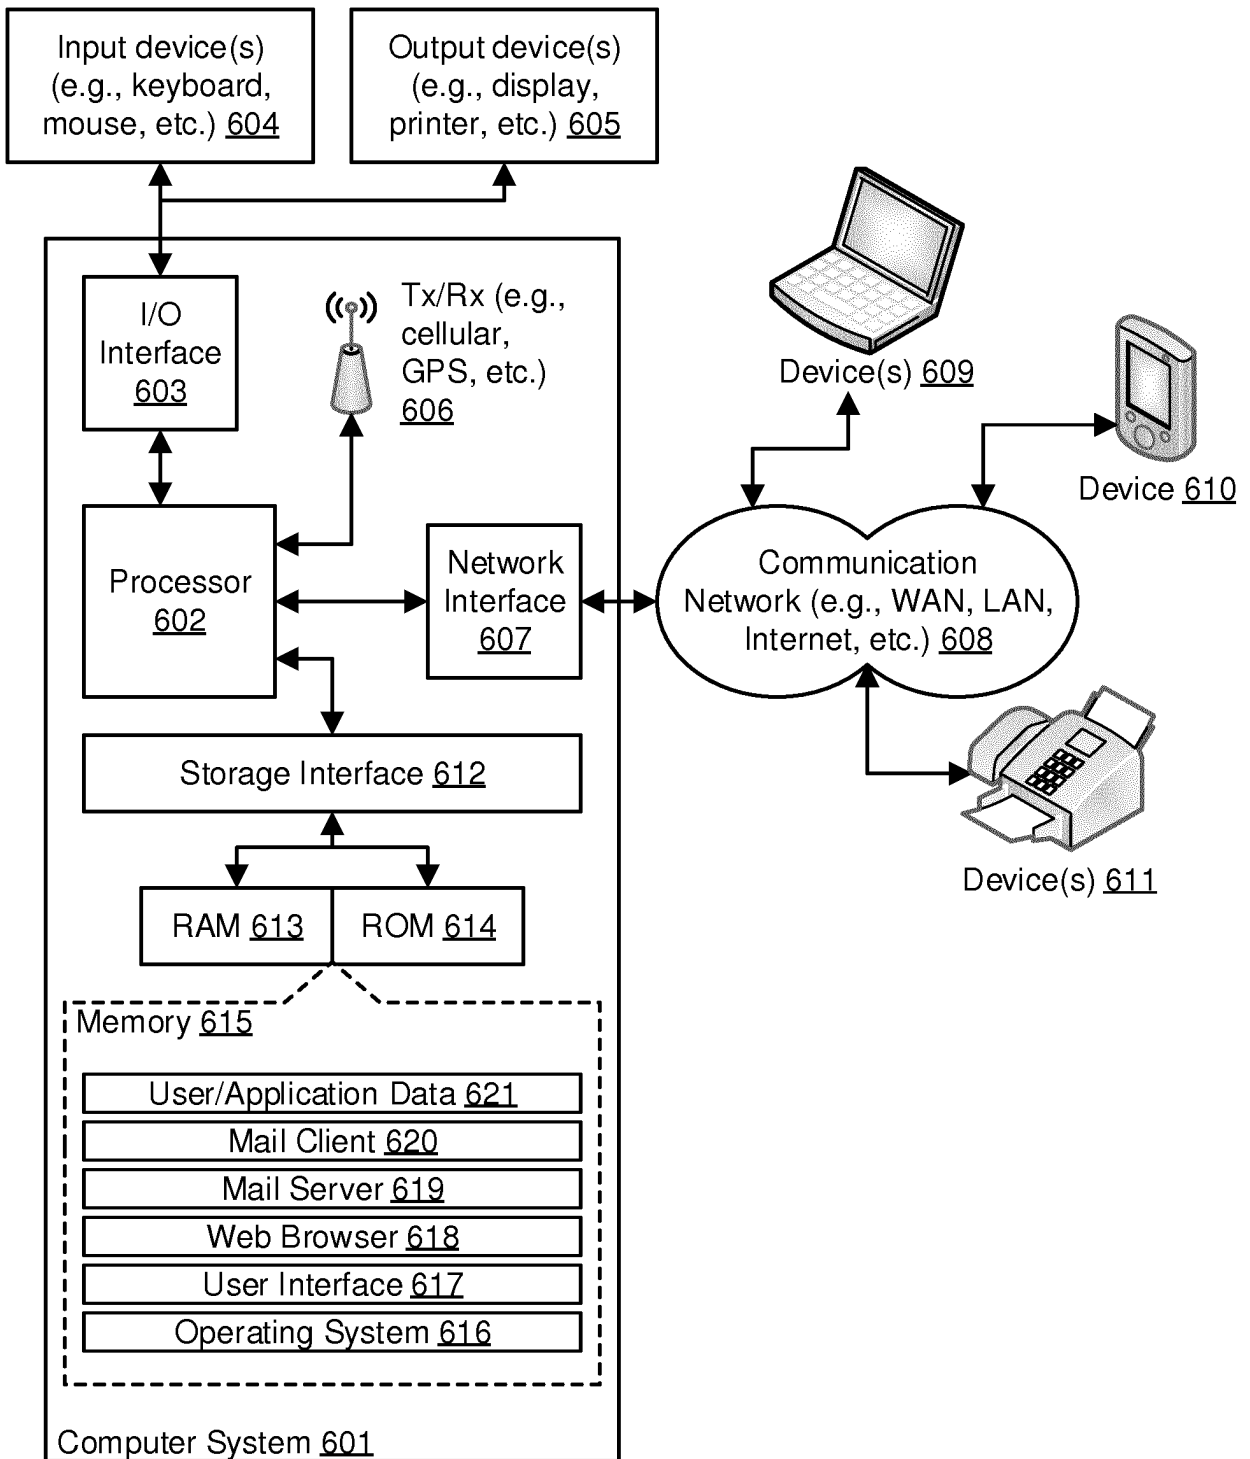 Input device(s)
(e.g., keyboard,
mouse, etc.) 604
Output device(s)
(e.g., display,
printer, etc.) 605
I/O
Interface
603
Tx/Rx (e.g.,
cellular,
GPS, etc.)
606
Device(s) 609
Device 610
Processor
602
Network
Interface
607
Communication
Network (e.g., WAN, LAN,
Internet, etc.) 608
Storage Interface 612
Device(s) 611
RAM 613
ROM 614
Memory 615
User/Application Data 621
Mail Client 620
Mail Server 619
Web Browser 618
User Interface 617
Operating System 616
Computer System 601